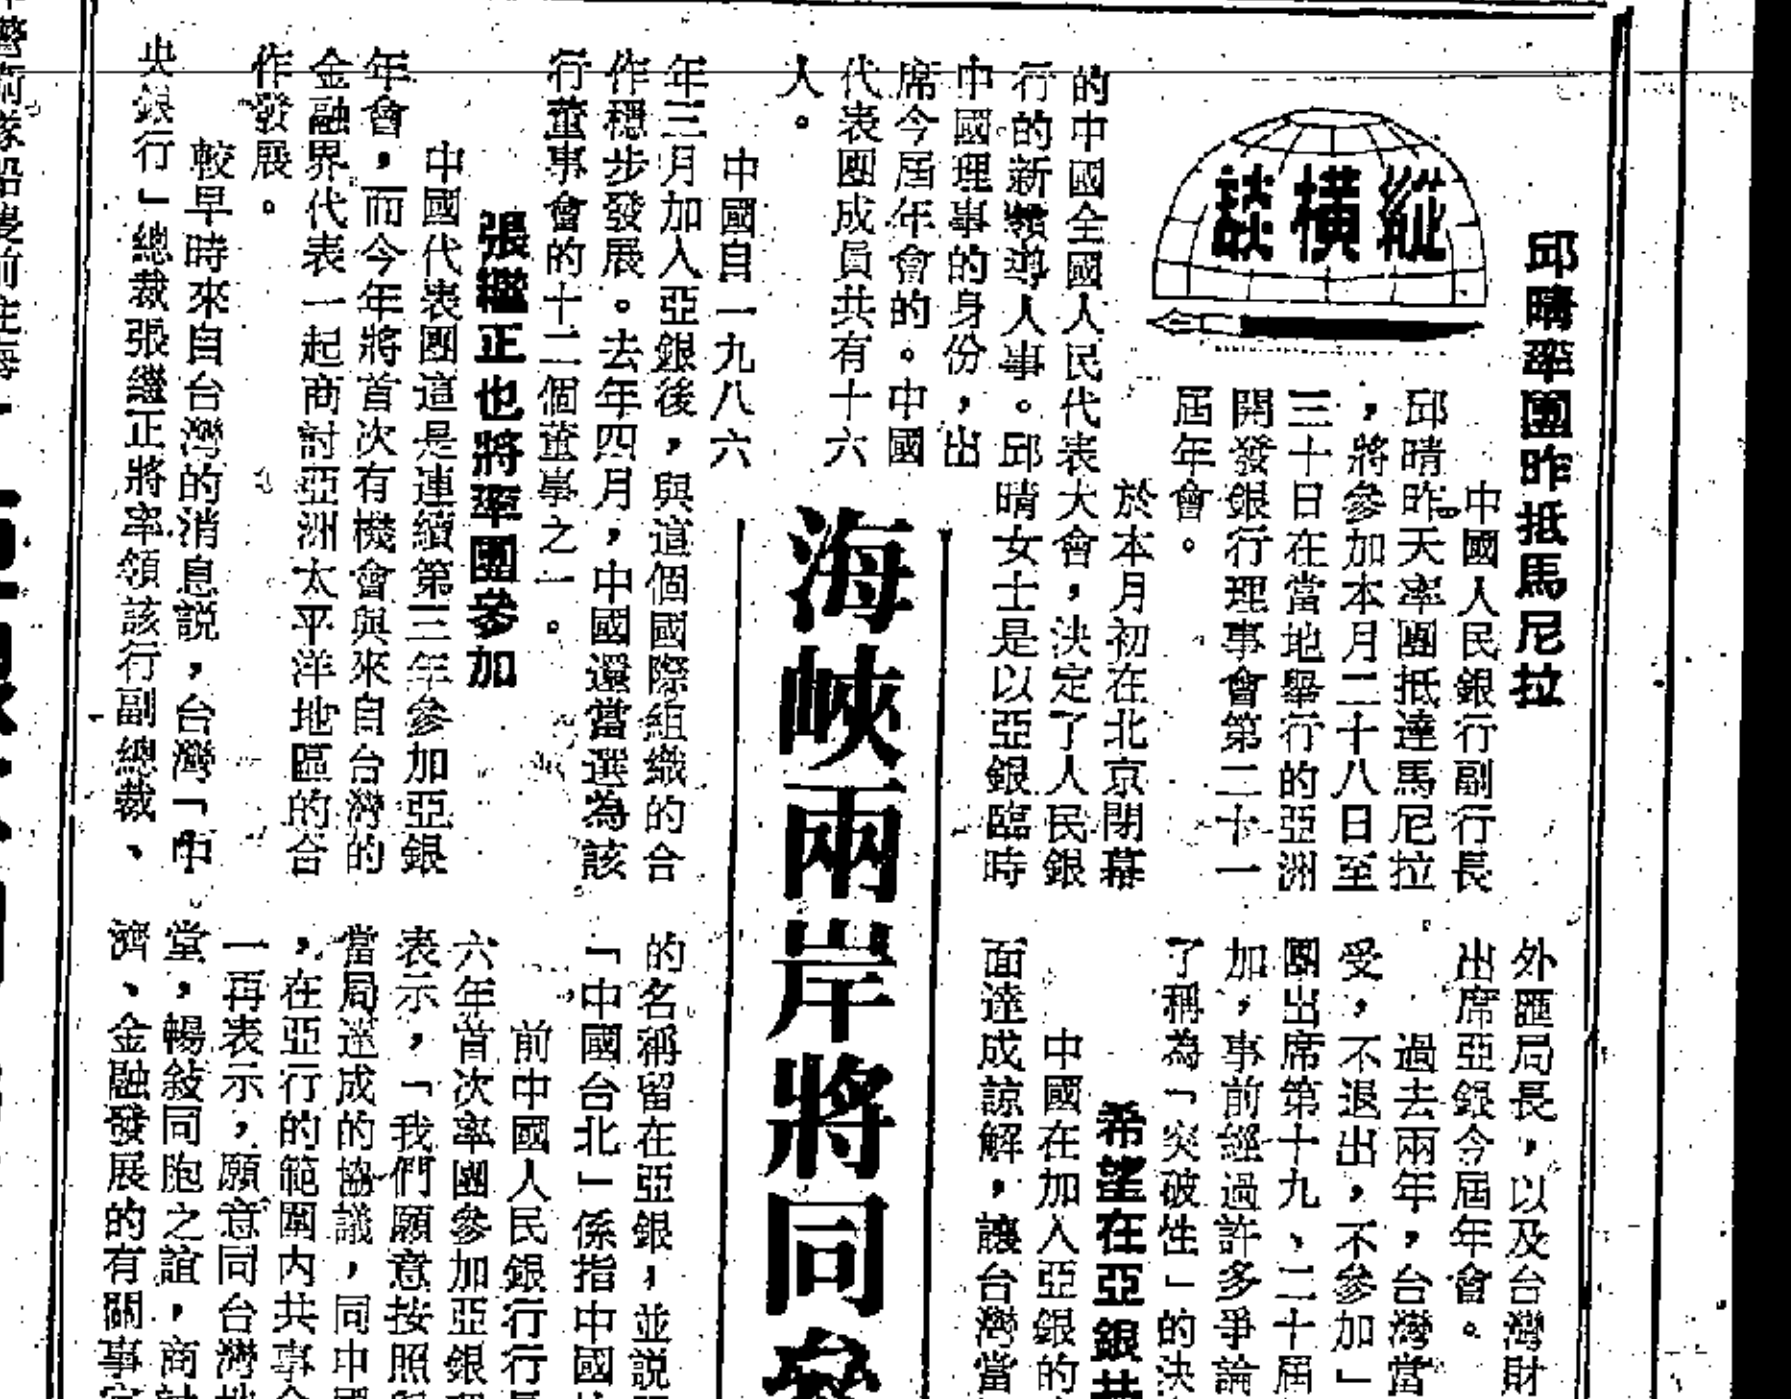 縱橫談
邱晴率團昨抵馬尼拉
中國人民銀行副行長
邱晴昨天率團抵達馬尼拉
，將參加本月二十八日至
三十日在當地舉行的亞洲
開發銀行理事會第二十一
屆年會。
於本月初在北京閉幕
的中國全國人民代表大會，決定了人民銀
行的新領導人事。邱晴女士是以亞銀臨時
中國理事的身份，出
席今屆年會的。中國
代表團成員共有十六
人。
中國自一九八六
年三月加入亞銀後，與這個國際組織的合
作穩步發展。去年四月，中國還當選為該
行董事會的十二個董事之一。
張繼正也將率團參加
中國代表團這是連續第三年參加亞銀
年會，而今年將首次有機會與來自台灣的
金融界代表一起商討亞洲太平洋地區的合
作發展。
較早時來自台灣的消息説，台灣「中
央銀行」總裁張繼正將率領該行副總裁、
海峽兩岸將同參
外匯局長，以及台灣財
出席亞銀今屆年會。
過去兩年，台灣當
受，不退出，不參加」
團出席第十九、二十屆
加，事前經過許多爭論
了稱為「突破性」的決
希望在亞銀共
中國在加入亞銀的
面達成諒解，讓台灣當
的名稱留在亞銀，並説
「中國台北」係指中國
前中國人民銀行行長
六年首次率團參加亞銀
表示，「我們願意按照
當局達成的協議，同中
，在亞行的範圍內共事
一再表示，願意同台灣
堂，暢敍同胞之誼，商
濟、金融發展的有關事